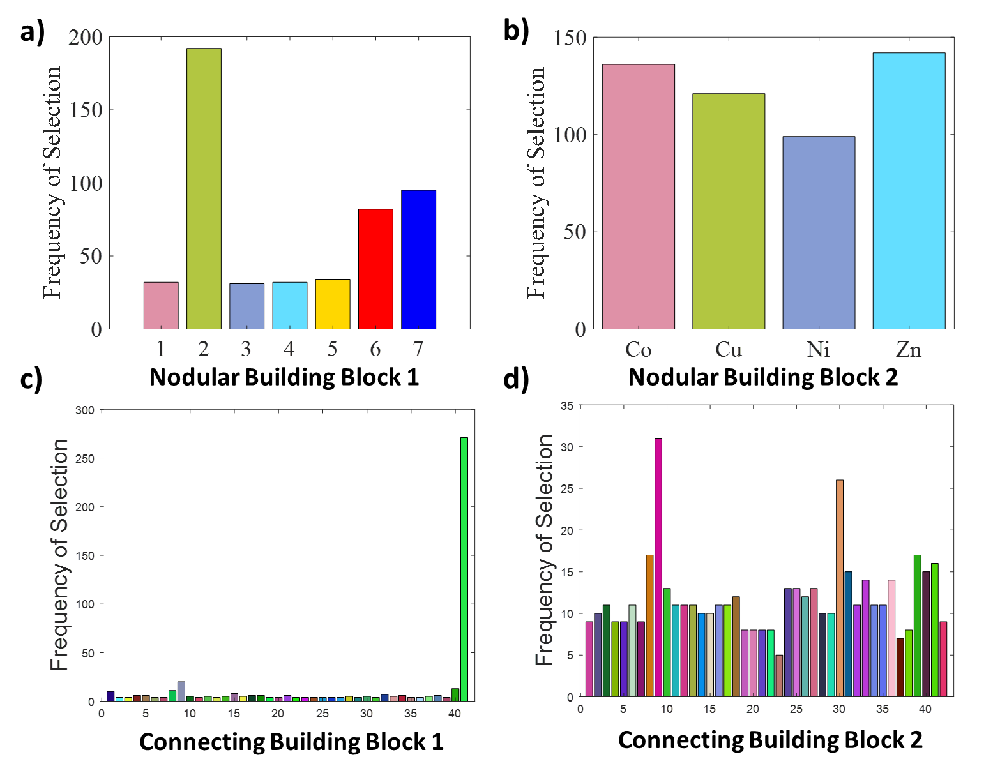 a)
200
150
100
50
0
Frequency of Selection
1 2 3 4 5 6 7
Nodular Building Block 1
b)
150
100
50
0
Frequency of Selection
Co Cu Ni Zn
Nodular Building Block 2
c)
300
250
200
150
100
50
0
Frequency of Selection
0 5 10 15 20 25 30 35 40
Connecting Building Block 1
d)
35
30
25
20
15
10
5
0
Frequency of Selection
0 5 10 15 20 25 30 35 40
Connecting Building Block 2